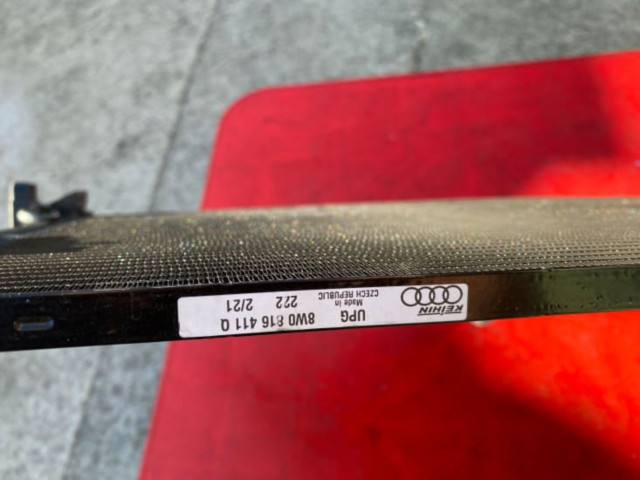 KEIHIN
UPG 8W0 816 411 Q
Made in
CZECH REPUBLIC 222 2/21